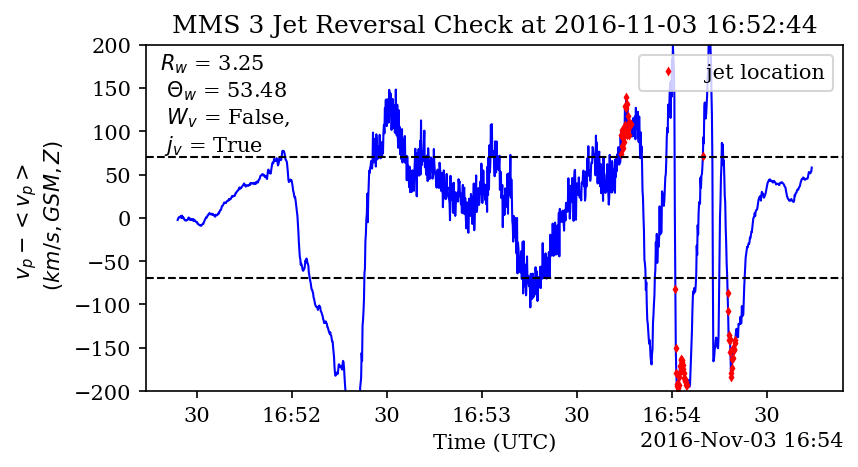 MMS 3 Jet Reversal Check at 2016-11-03 16:52:44
R_w = 3.25
Θ_w = 53.48
W_v = False,
j_v = True
jet location
v_p − <v_p>
(km/s, GSM, Z)
200
150
100
50
0
−50
−100
−150
−200
30
16:52
30
16:53
30
16:54
30
Time (UTC)
2016-Nov-03 16:54